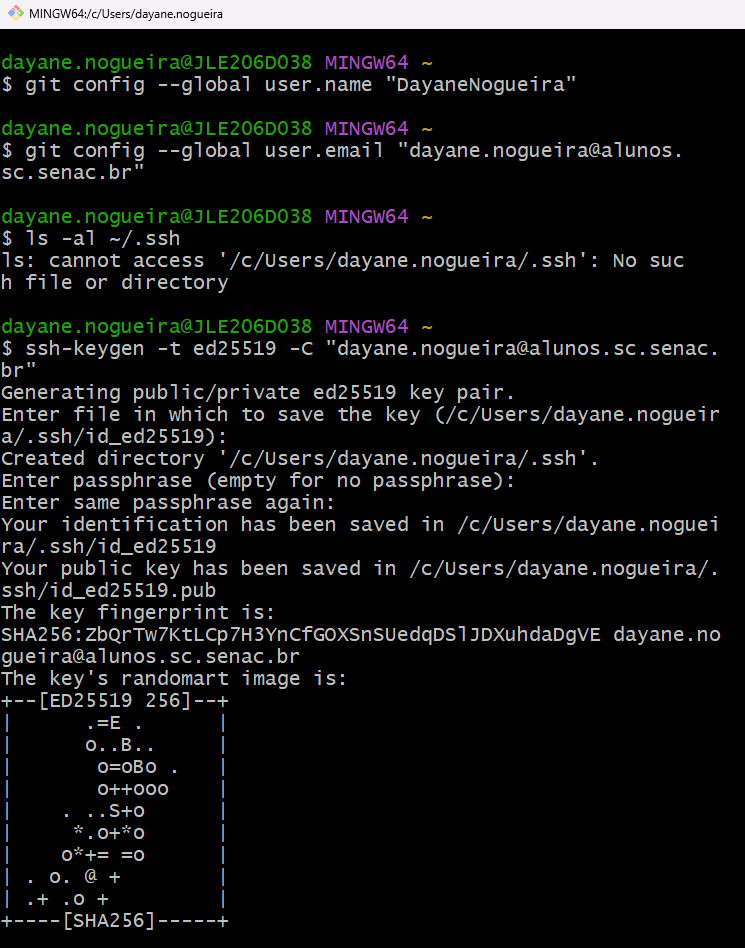 MINGW64:/c/Users/dayane.nogueira
dayane.nogueira@JLE206D038 MINGW64 ~
$ git config --global user.name "DayaneNogueira"
dayane.nogueira@JLE206D038 MINGW64 ~
$ git config --global user.email "dayane.nogueira@alunos.
sc.senac.br"
dayane.nogueira@JLE206D038 MINGW64 ~
$ ls -al ~/.ssh
ls: cannot access '/c/Users/dayane.nogueira/.ssh': No suc
h file or directory
dayane.nogueira@JLE206D038 MINGW64 ~
$ ssh-keygen -t ed25519 -C "dayane.nogueira@alunos.sc.senac.
br"
Generating public/private ed25519 key pair.
Enter file in which to save the key (/c/Users/dayane.nogueir
a/.ssh/id_ed25519):
Created directory '/c/Users/dayane.nogueira/.ssh'.
Enter passphrase (empty for no passphrase):
Enter same passphrase again:
Your identification has been saved in /c/Users/dayane.noguei
ra/.ssh/id_ed25519
Your public key has been saved in /c/Users/dayane.nogueira/.
ssh/id_ed25519.pub
The key fingerprint is:
SHA256:ZbQrTw7KtLCp7H3YnCfGOXSnSUedqDSlJDXuhdaDgVE dayane.no
gueira@alunos.sc.senac.br
The key's randomart image is:
+--[ED25519 256]--+
|      .=E .      |
|      o..B..     |
|       o=oBo .   |
|       o++ooo    |
|    . ..S+o      |
|     *.o+*o      |
|    o*+= =o      |
| . o. @ +        |
| .+ .o +         |
+----[SHA256]-----+